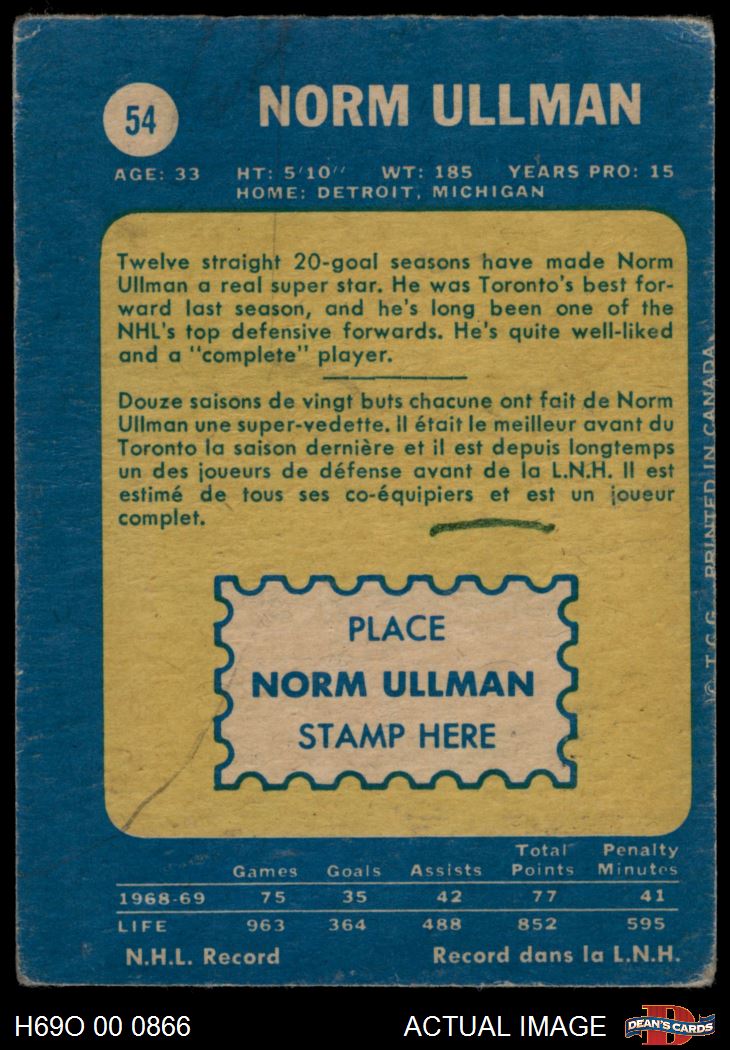 54
NORM ULLMAN
AGE: 33 HT: 5'10'' WT: 185 YEARS PRO: 15
HOME: DETROIT, MICHIGAN
Twelve straight 20-goal seasons have made Norm
Ullman a real super star. He was Toronto's best for-
ward last season, and he's long been one of the
NHL's top defensive forwards. He's quite well-liked
and a "complete" player.
Douze saisons de vingt buts chacune ont fait de Norm
Ullman une super-vedette. Il était le meilleur avant du
Toronto la saison dernière et il est depuis longtemps
un des joueurs de défense avant de la L.N.H. Il est
estimé de tous ses co-équipiers et est un joueur
complet.
PLACE
NORM ULLMAN
STAMP HERE
© T.C.G. PRINTED IN CANADA
Games Goals Assists Total Points Penalty Minutes
1968-69 75 35 42 77 41
LIFE 963 364 488 852 595
N.H.L. Record Record dans la L.N.H.
H69O 00 0866 ACTUAL IMAGE
D
DEAN'S CARDS